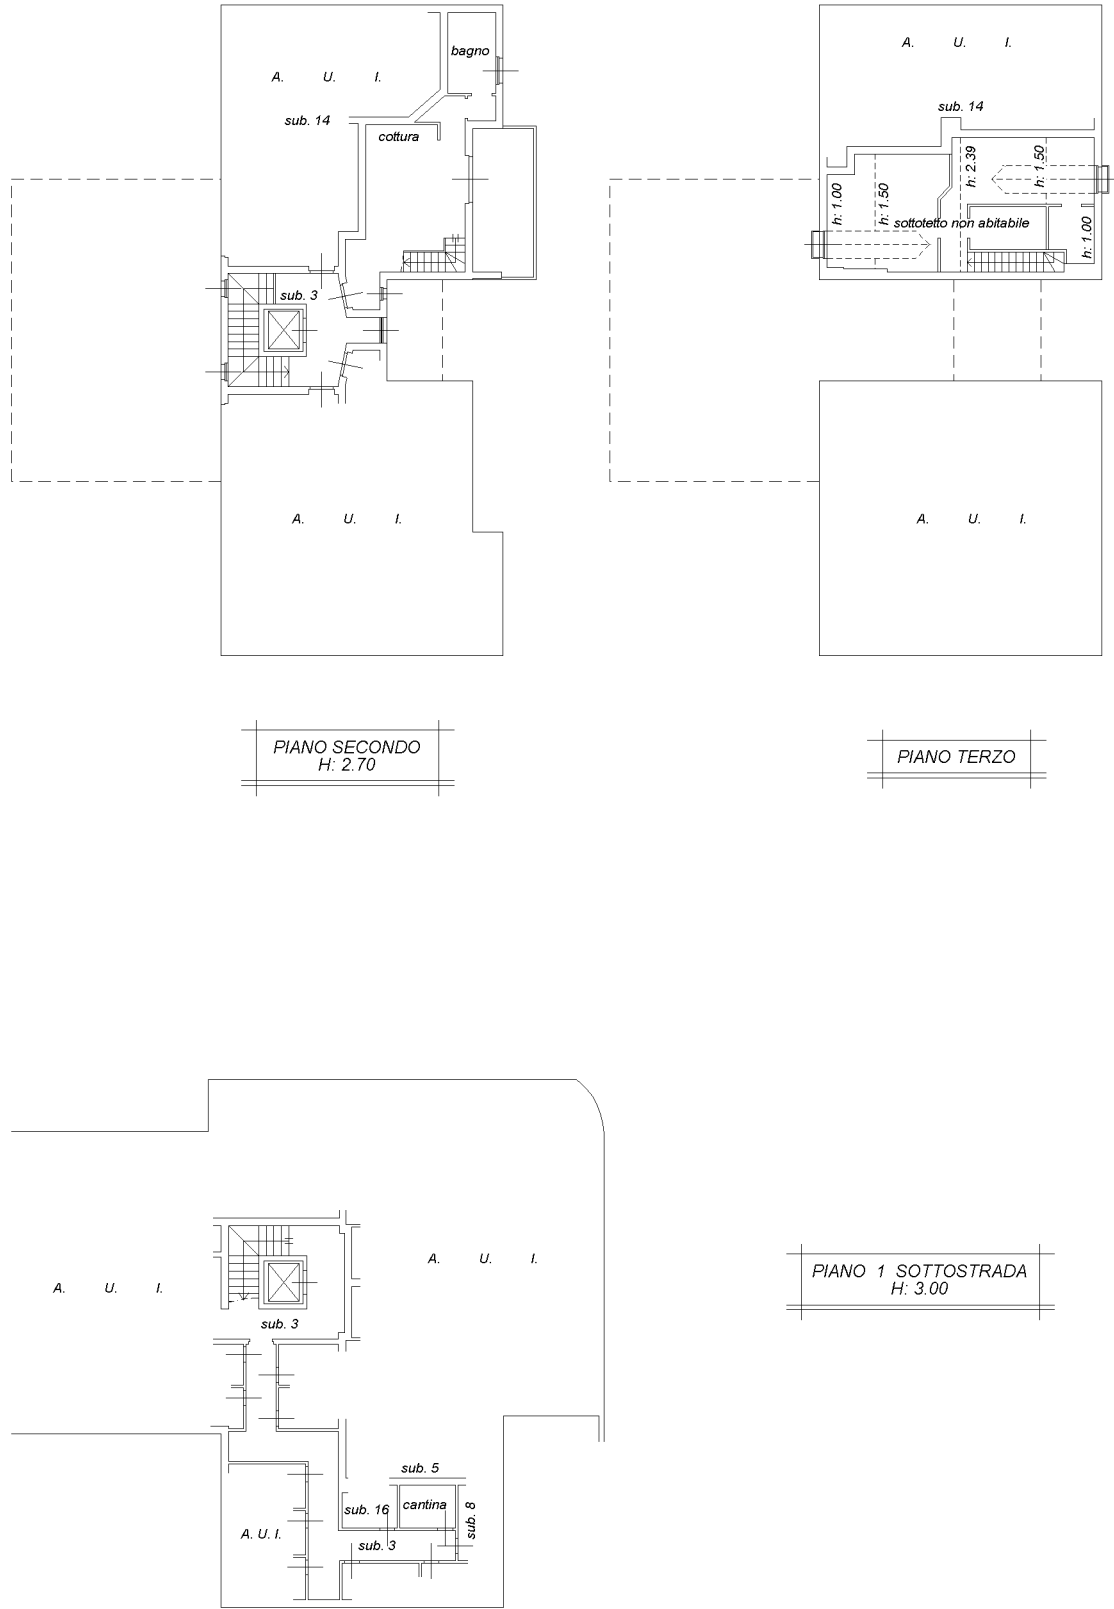 bagno
A. U. I.
sub. 14
cottura
sub. 3
A. U. I.
PIANO SECONDO
H: 2.70
A. U. I.
sub. 14
h: 2.39
h: 1.50
h: 1.00
h: 1.50
sottotetto non abitabile
h: 1.00
A. U. I.
PIANO TERZO
A. U. I.
A. U. I.
sub. 3
sub. 5
sub. 16
cantina
sub. 8
A. U. I.
sub. 3
PIANO 1 SOTTOSTRADA
H: 3.00